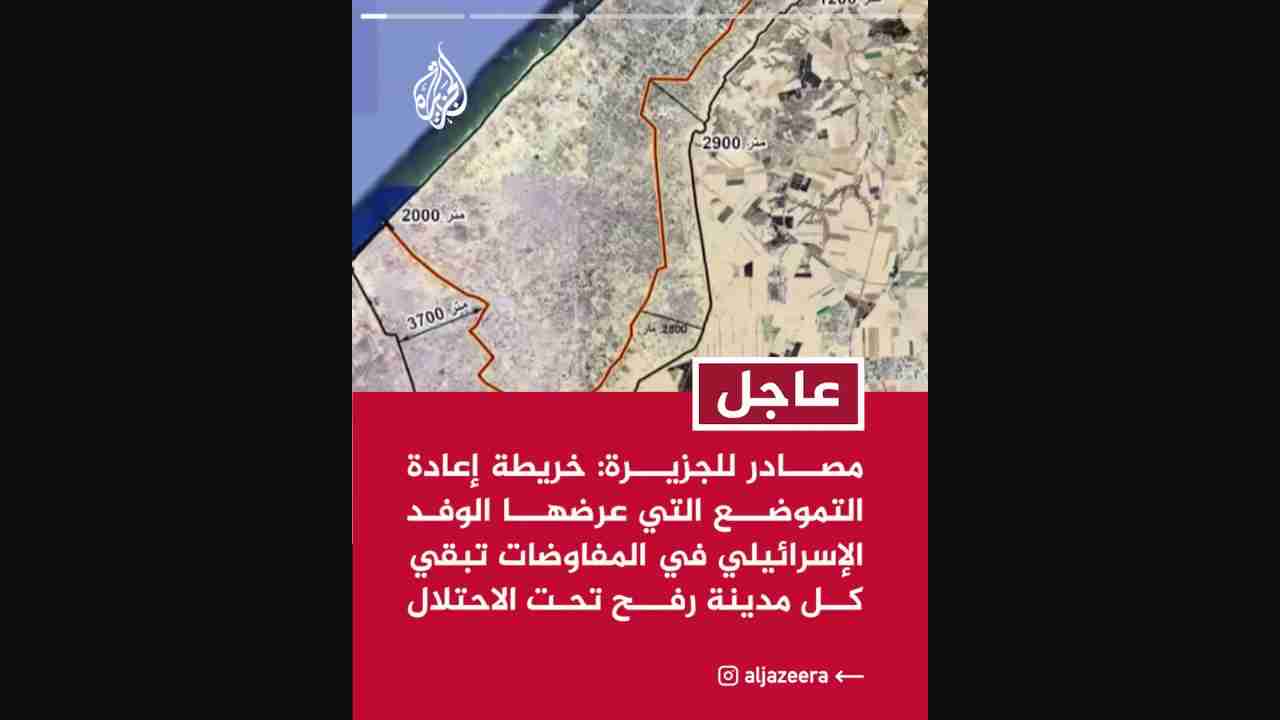 الجزيرة
1200 متر
2900 متر
2000 متر
3700 متر
2800 متر
عاجل
مصادر للجزيرة: خريطة إعادة
التموضع التي عرضها الوفد
الإسرائيلي في المفاوضات تبقي
كل مدينة رفح تحت الاحتلال
aljazeera